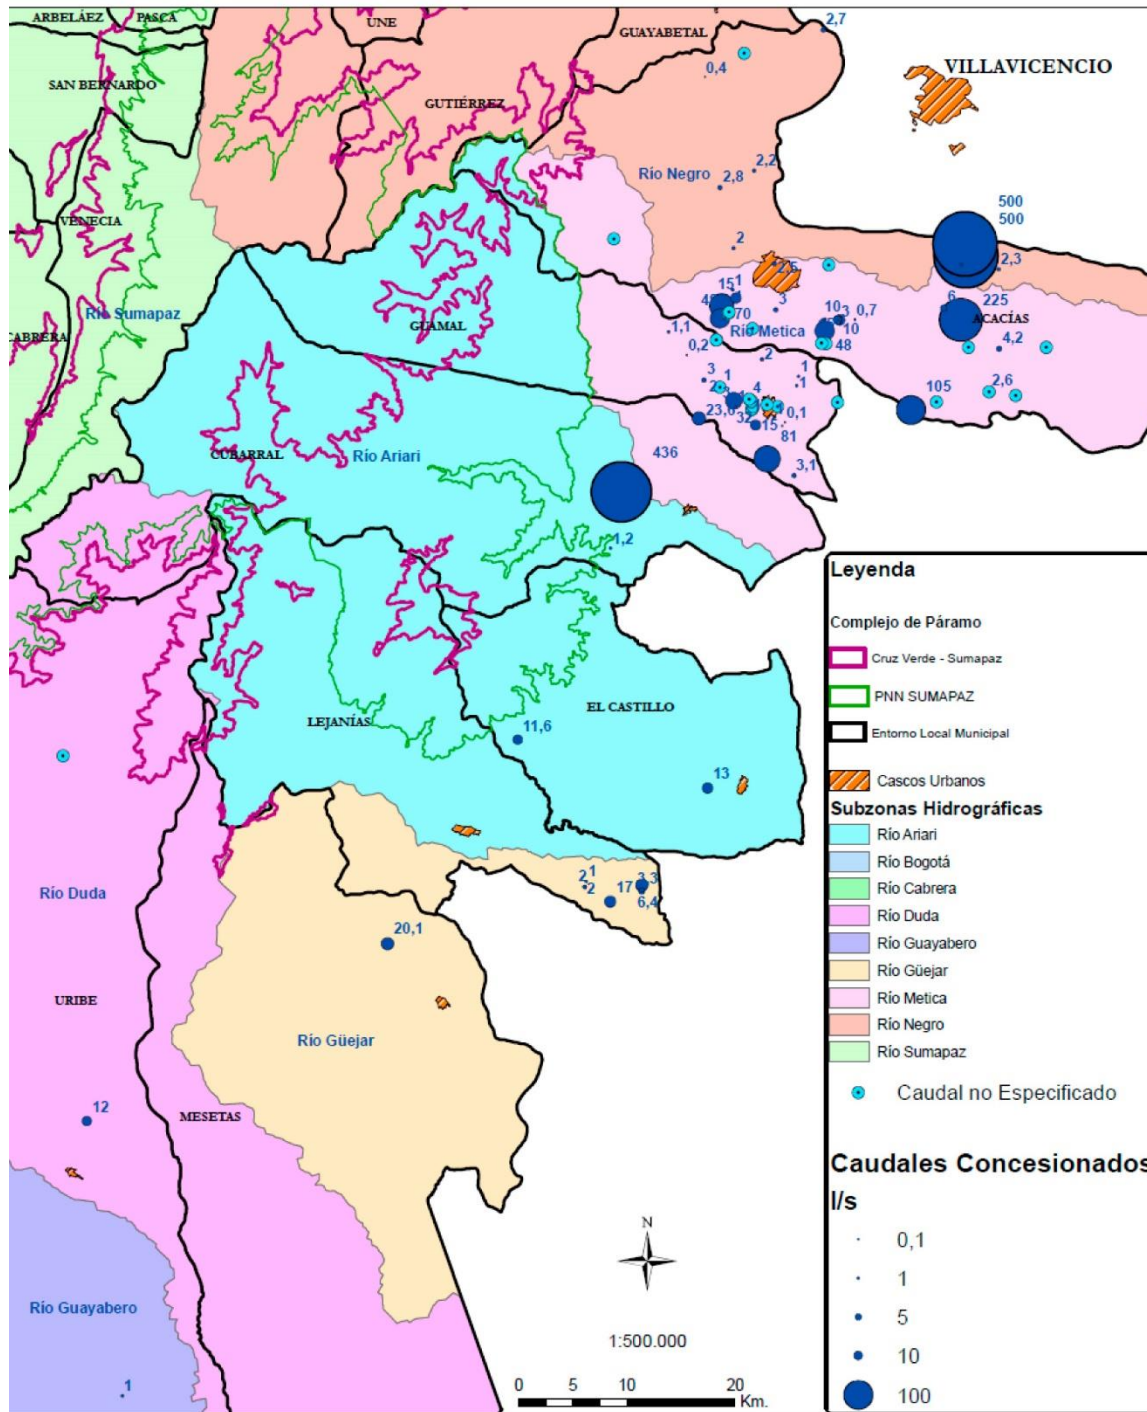 ARBELÁEZ
PASCA
UNE
GUAYABETAL
2,7
0,4
VILLAVICENCIO
SAN BERNARDO
GUTIÉRREZ
2,2
Río Negro
2,8
VENECIA
500
500
2
2,5
2,3
Río Sumapaz
GUAMAL
CABRERA
15
1
3
70
Río Metica
10
3
0,7
10
48
6
225
ACACÍAS
4,2
1,1
0,2
2
3
1
1
1
2
4
105
2,6
23,6
32
15
0,1
81
3,1
CUBARRAL
Río Ariari
436
1,2
LEJANÍAS
EL CASTILLO
11,6
13
Río Duda
2
1
2
17
3,3
6,4
20,1
URIBE
Río Güejar
12
MESETAS
Río Guayabero
1
N
1:500.000
0 5 10 20
Km.
Leyenda
Complejo de Páramo
Cruz Verde - Sumapaz
PNN SUMAPAZ
Entorno Local Municipal
Cascos Urbanos
Subzonas Hidrográficas
Río Ariari
Río Bogotá
Río Cabrera
Río Duda
Río Guayabero
Río Güejar
Río Metica
Río Negro
Río Sumapaz
Caudal no Especificado
Caudales Concesionados
l/s
0,1
1
5
10
100